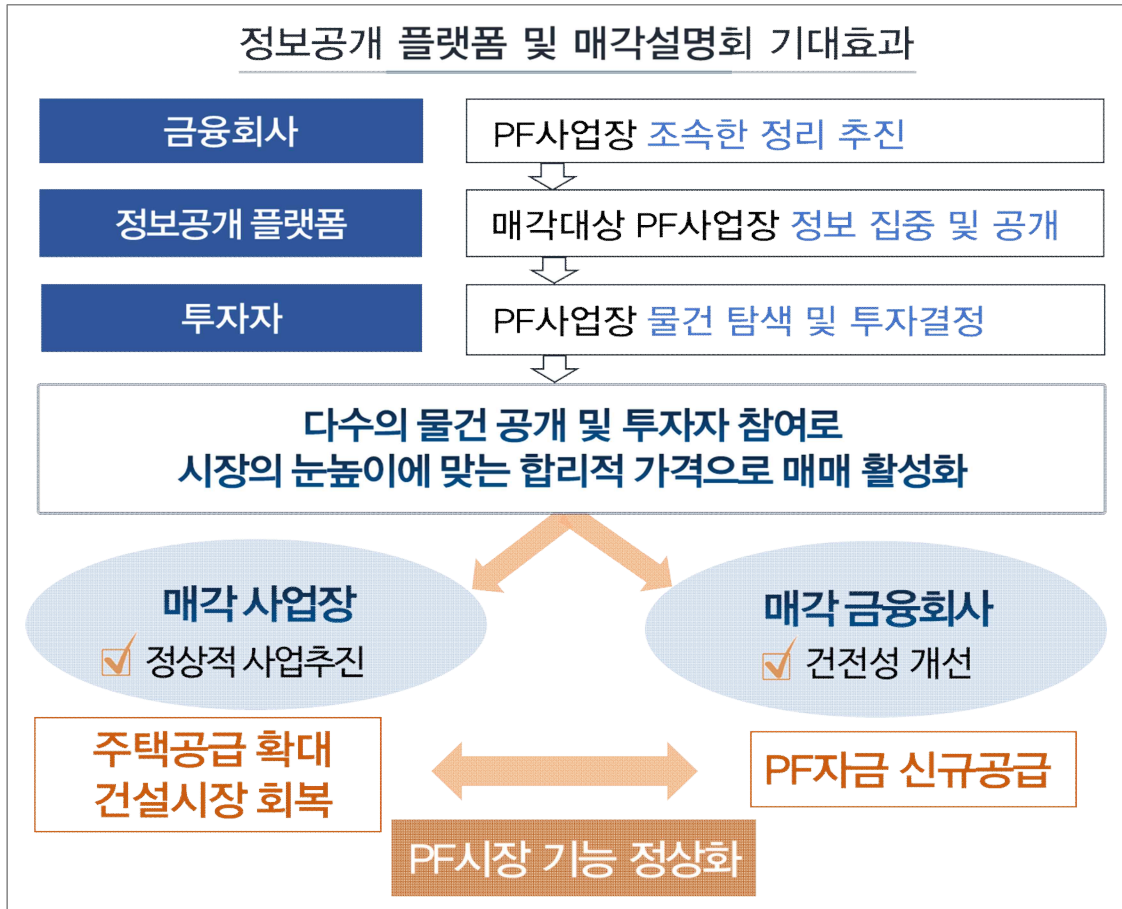 정보공개 플랫폼 및 매각설명회 기대효과
금융회사
PF사업장 조속한 정리 추진
정보공개 플랫폼
매각대상 PF사업장 정보 집중 및 공개
투자자
PF사업장 물건 탐색 및 투자결정
다수의 물건 공개 및 투자자 참여로
시장의 눈높이에 맞는 합리적 가격으로 매매 활성화
매각 사업장
정상적 사업추진
매각 금융회사
건전성 개선
주택공급 확대
건설시장 회복
PF자금 신규공급
PF시장 기능 정상화